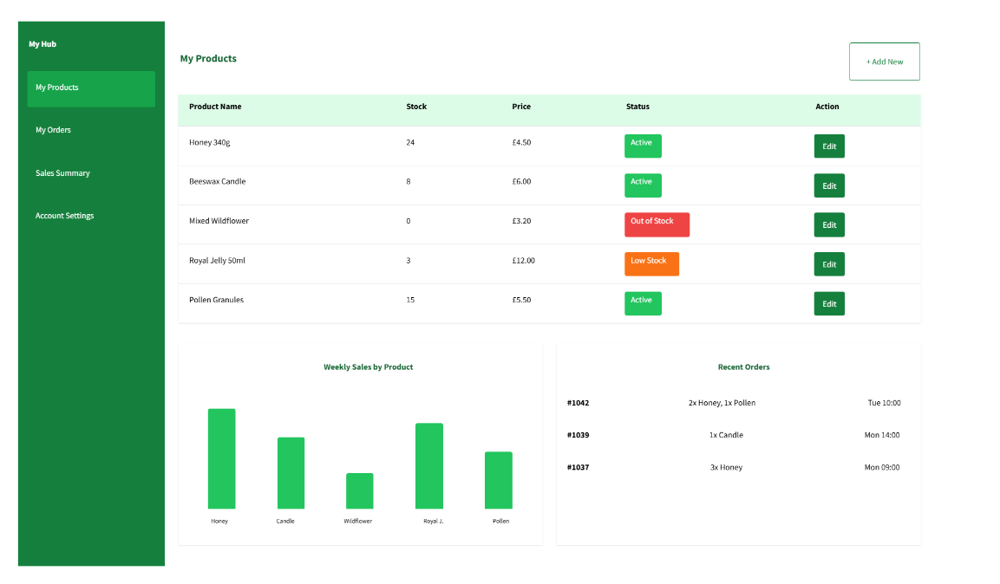 My Hub
My Products
My Orders
Sales Summary
Account Settings
My Products
+ Add New
Product Name Stock Price Status Action
Honey 340g 24 £4.50 Active Edit
Beeswax Candle 8 £6.00 Active Edit
Mixed Wildflower 0 £3.20 Out of Stock Edit
Royal Jelly 50ml 3 £12.00 Low Stock Edit
Pollen Granules 15 £5.50 Active Edit
Weekly Sales by Product
Honey Candle Wildflower Royal J. Pollen
Recent Orders
#1042 2x Honey, 1x Pollen Tue 10:00
#1039 1x Candle Mon 14:00
#1037 3x Honey Mon 09:00